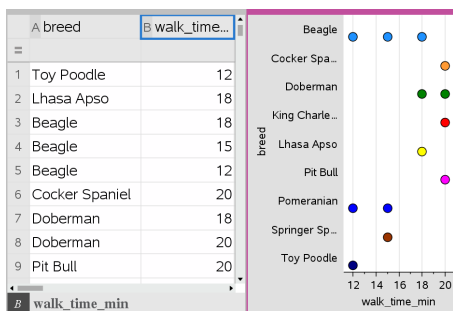 A breed B walk_time...
=
1 Toy Poodle 12
2 Lhasa Apso 18
3 Beagle 18
4 Beagle 15
5 Beagle 12
6 Cocker Spaniel 20
7 Doberman 18
8 Doberman 20
9 Pit Bull 20
B walk_time_min
breed
Beagle
Cocker Spa...
Doberman
King Charle...
Lhasa Apso
Pit Bull
Pomeranian
Springer Sp...
Toy Poodle
12 14 16 18 20
walk_time_min